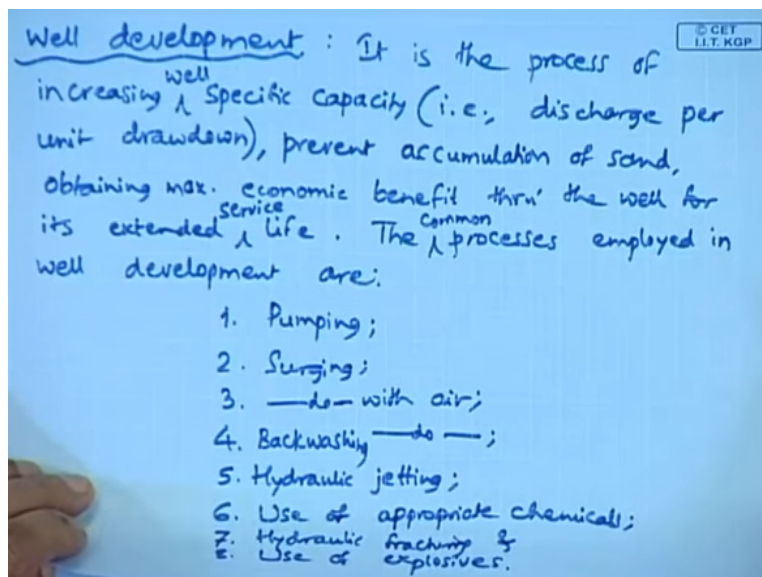 Well development : It is the process of
© CET
I.I.T. KGP
increasing well specific capacity (i.e., discharge per
unit drawdown), prevent accumulation of sand,
obtaining max. economic benefit thru' the well for
its extended service life. The common processes employed in
well development are:
1. Pumping;
2. Surging;
3. —do— with air;
4. Backwashing —do—;
5. Hydraulic jetting;
6. Use of appropriate chemicals;
7. Hydraulic fracturing &
8. Use of explosives.